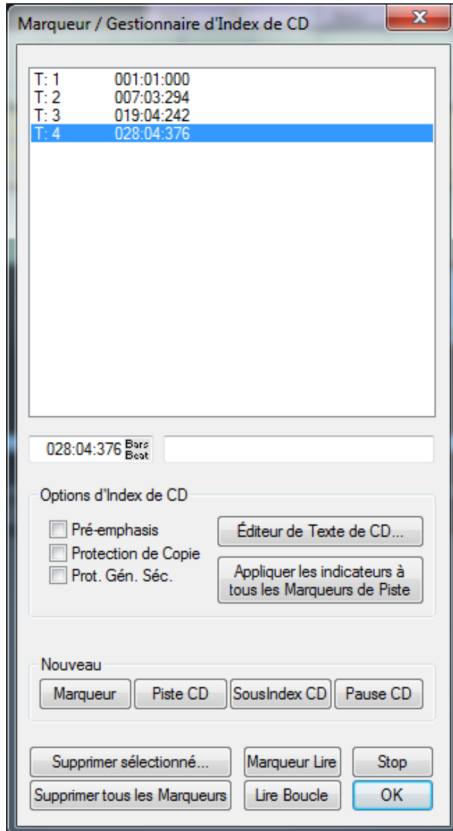 Marqueur / Gestionnaire d'Index de CD
T: 1 001:01:000
T: 2 007:03:294
T: 3 019:04:242
T: 4 028:04:376
028:04:376 Bars
Beat
Options d'Index de CD
Pré-emphasis
Éditeur de Texte de CD...
Protection de Copie
Prot. Gén. Séc.
Appliquer les indicateurs à
tous les Marqueurs de Piste
Nouveau
Marqueur Piste CD SousIndex CD Pause CD
Supprimer sélectionné... Marqueur Lire Stop
Supprimer tous les Marqueurs Lire Boucle OK